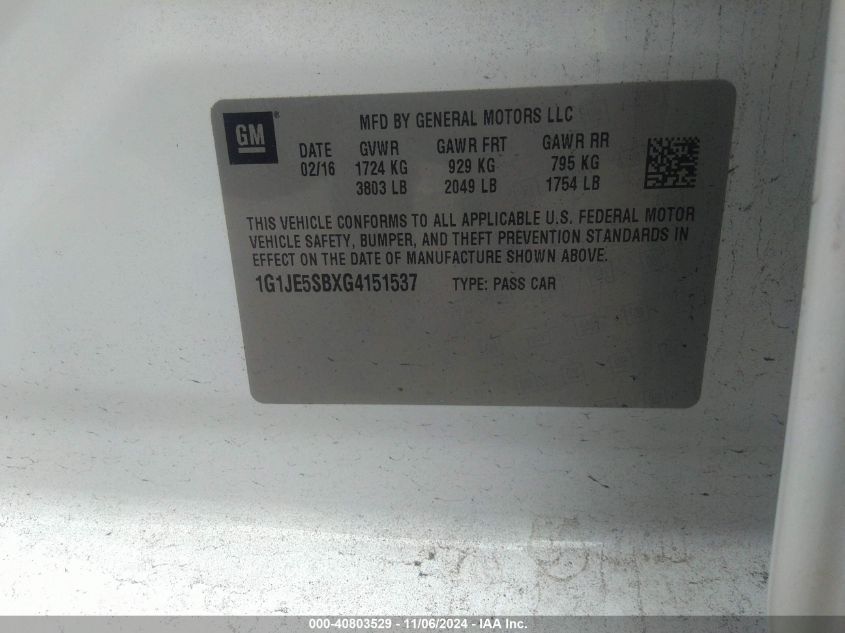 GM®
MFD BY GENERAL MOTORS LLC
DATE GVWR GAWR FRT GAWR RR
02/16 1724 KG 929 KG 795 KG
3803 LB 2049 LB 1754 LB
THIS VEHICLE CONFORMS TO ALL APPLICABLE U.S. FEDERAL MOTOR
VEHICLE SAFETY, BUMPER, AND THEFT PREVENTION STANDARDS IN
EFFECT ON THE DATE OF MANUFACTURE SHOWN ABOVE.
1G1JE5SBXG4151537 TYPE: PASS CAR
000-40803529 - 11/06/2024 - IAA Inc.